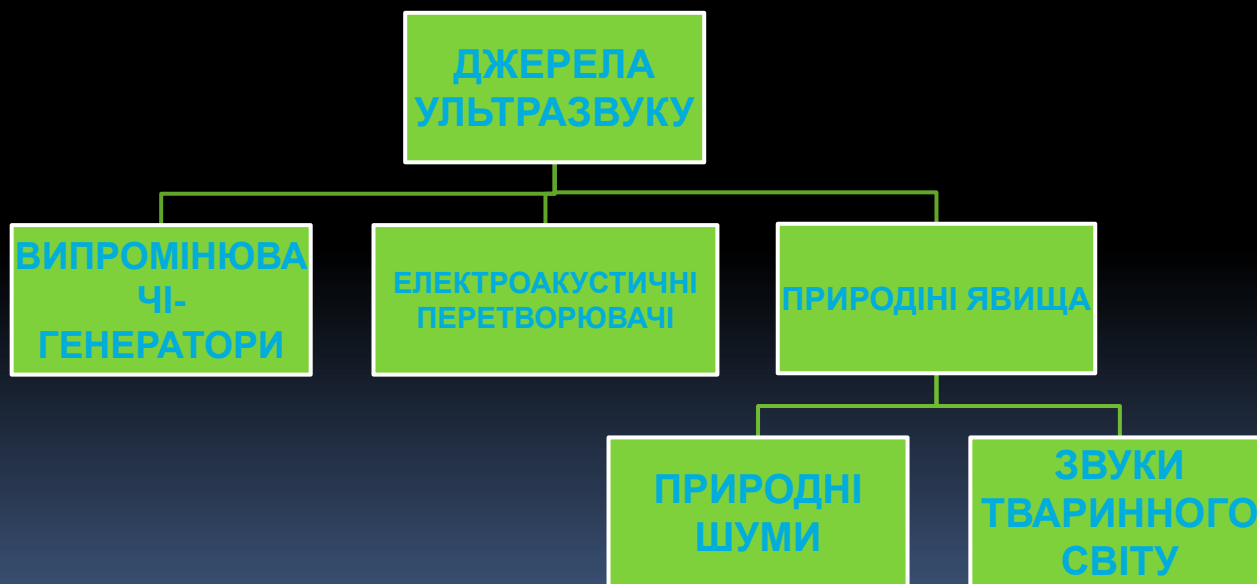 ДЖЕРЕЛА
УЛЬТРАЗВУКУ
ВИПРОМІНЮВА
ЧІ-
ГЕНЕРАТОРИ
ЕЛЕКТРОАКУСТИЧНІ
ПЕРЕТВОРЮВАЧІ
ПРИРОДІНІ ЯВИЩА
ПРИРОДНІ
ШУМИ
ЗВУКИ
ТВАРИННОГО
СВІТУ